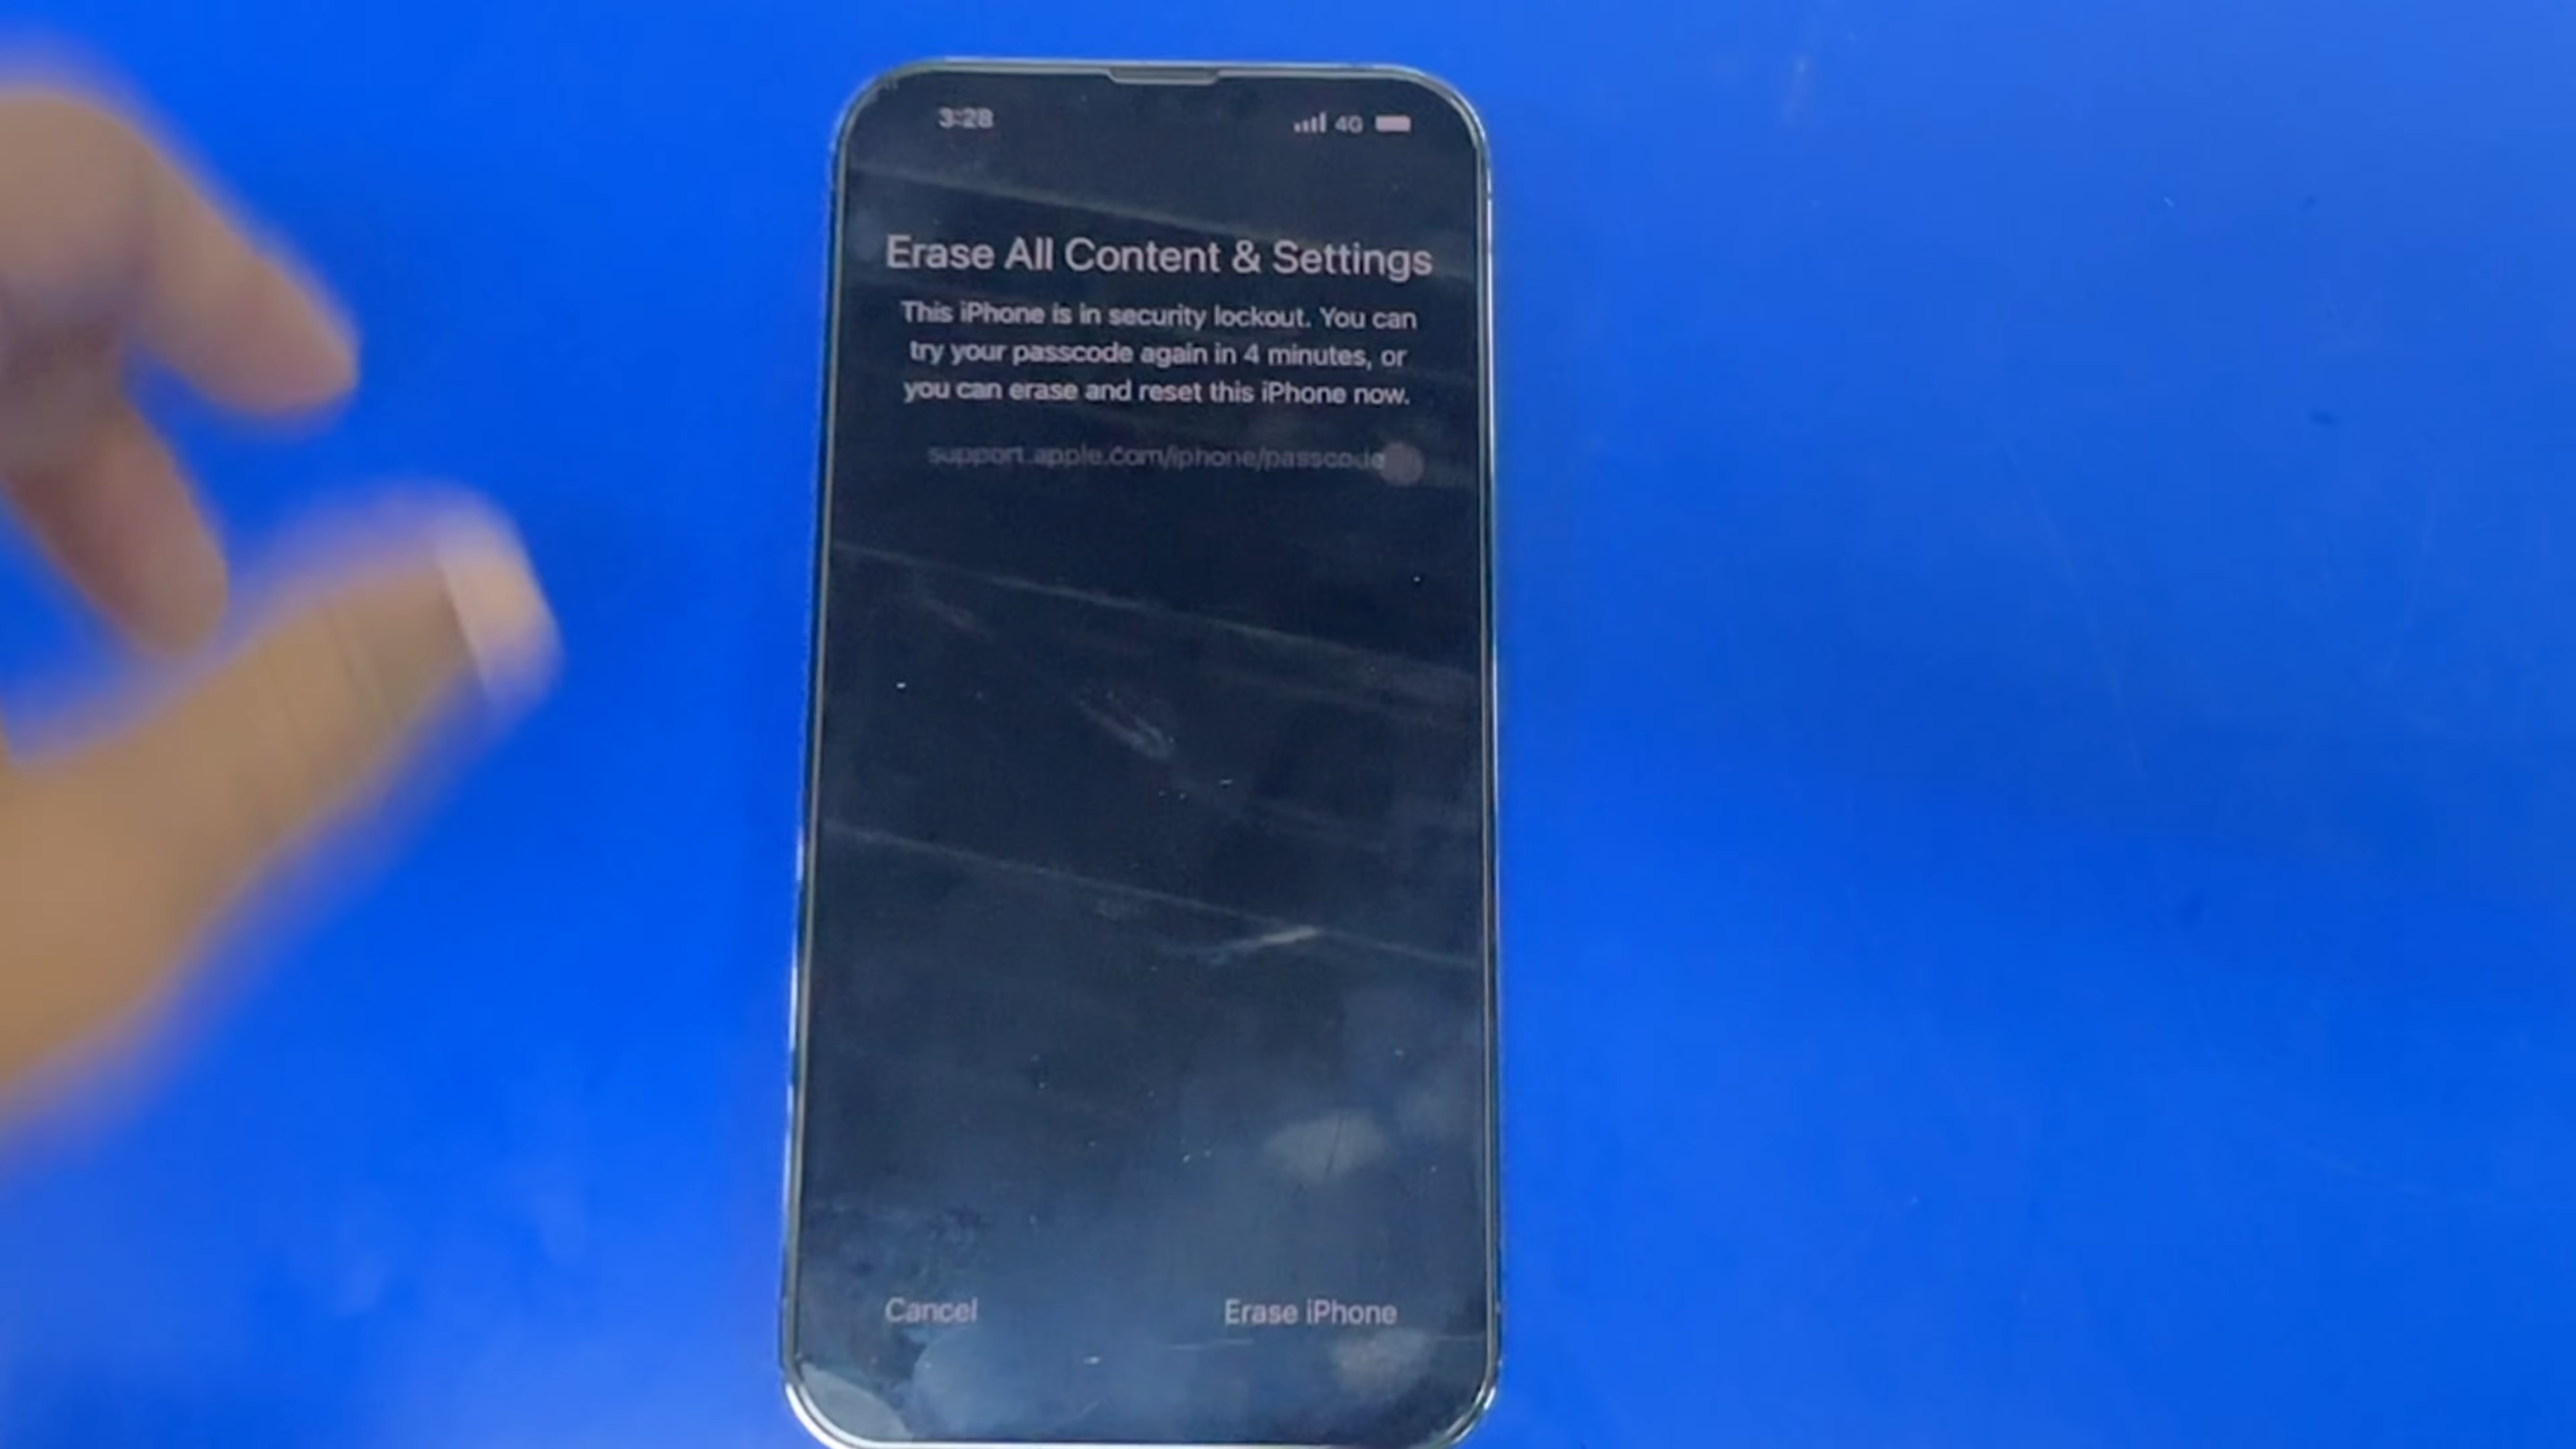 3:28
4G
Erase All Content & Settings
This iPhone is in security lockout. You can
try your passcode again in 4 minutes, or
you can erase and reset this iPhone now.
support.apple.com/iphone/passcode
Cancel
Erase iPhone